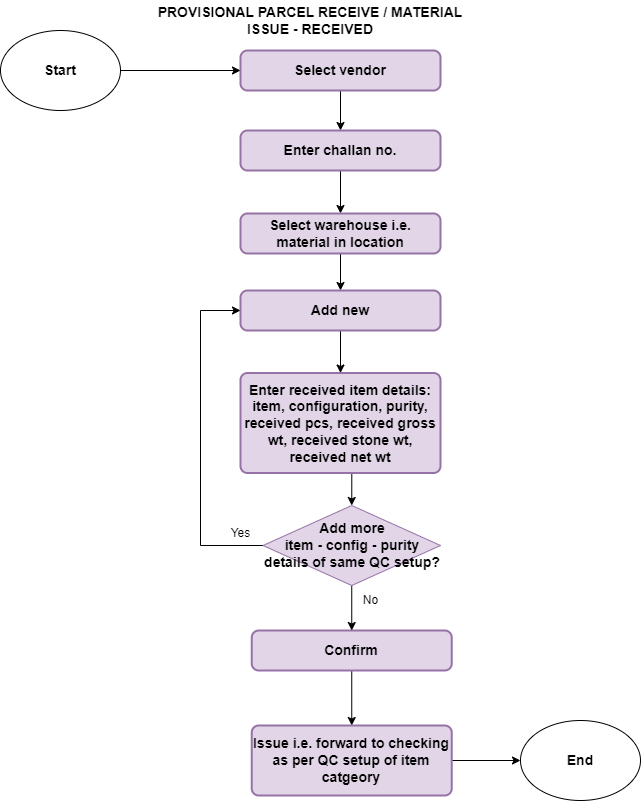 PROVISIONAL PARCEL RECEIVE / MATERIAL
ISSUE - RECEIVED
Start
Select vendor
Enter challan no.
Select warehouse i.e.
material in location
Add new
Enter received item details:
item, configuration, purity,
received pcs, received gross
wt, received stone wt,
received net wt
Add more
item - config - purity
details of same QC setup?
Yes
No
Confirm
Issue i.e. forward to checking
as per QC setup of item
catgeory
End